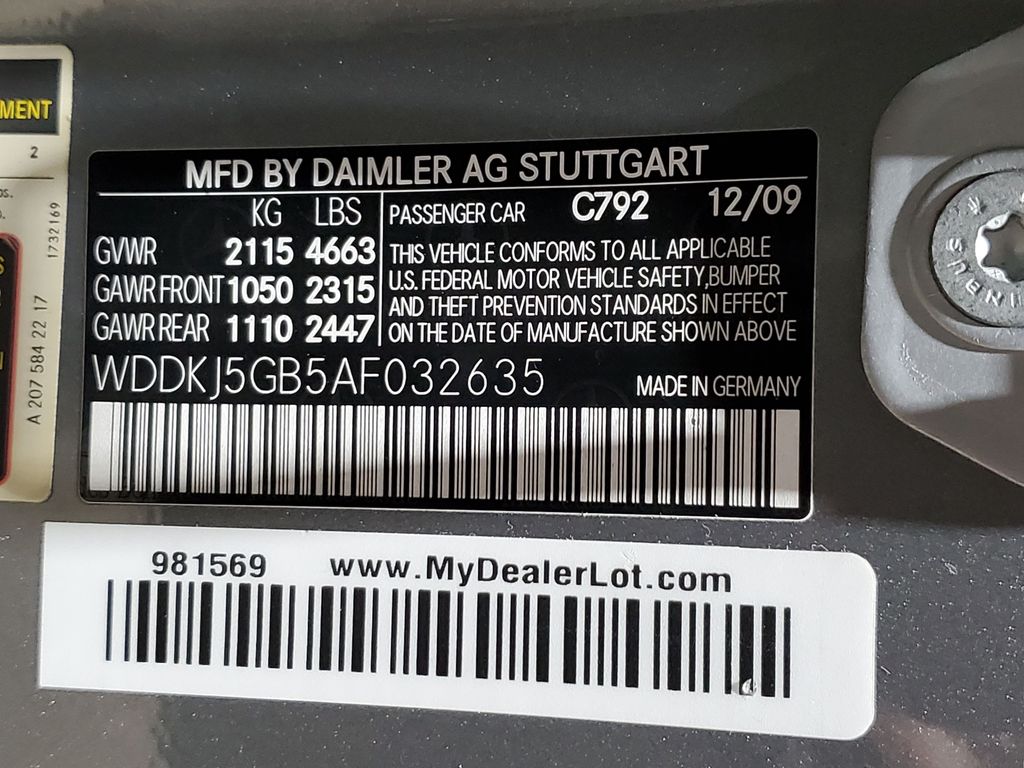 MENT
2
1732169
A 207 584 22 17
MFD BY DAIMLER AG STUTTGART
KG LBS
GVWR 2115 4663
GAWR FRONT 1050 2315
GAWR REAR 1110 2447
PASSENGER CAR C792 12/09
THIS VEHICLE CONFORMS TO ALL APPLICABLE
U.S. FEDERAL MOTOR VEHICLE SAFETY,BUMPER
AND THEFT PREVENTION STANDARDS IN EFFECT
ON THE DATE OF MANUFACTURE SHOWN ABOVE
WDDKJ5GB5AF032635
MADE IN GERMANY
981569 www.MyDealerLot.com